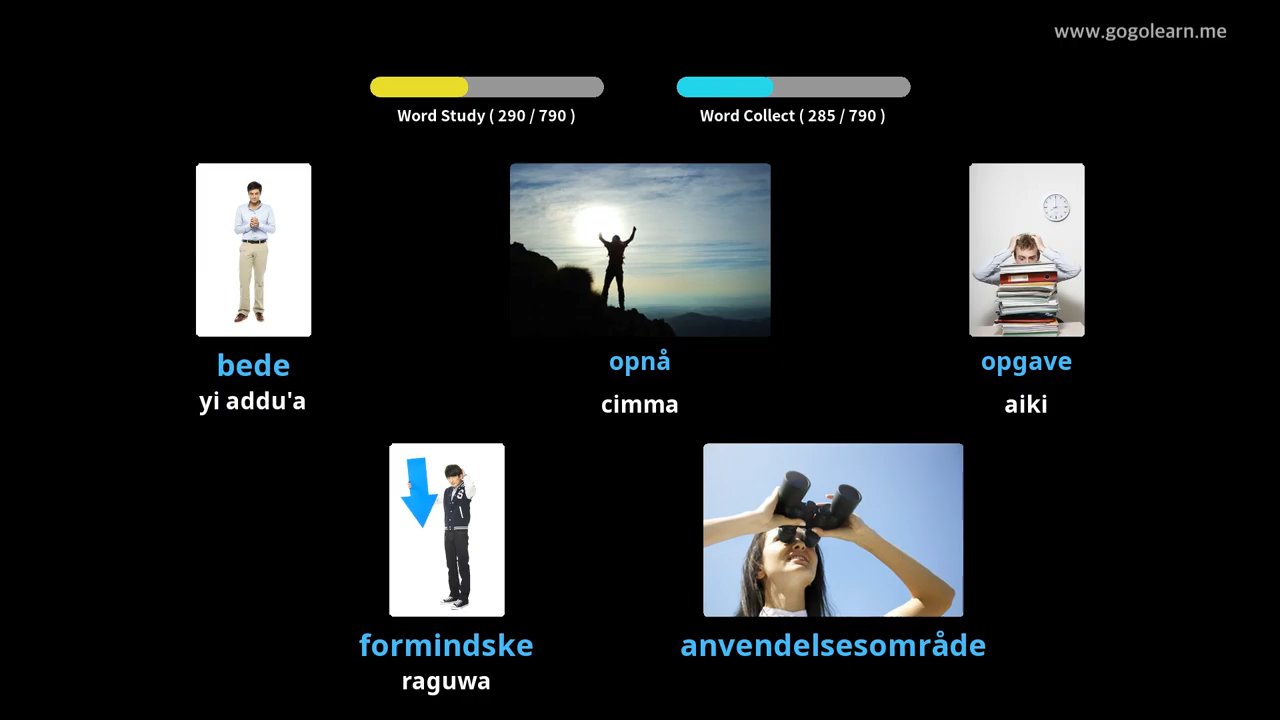 www.gogolearn.me
Word Study ( 290 / 790 )
Word Collect ( 285 / 790 )
bede
yi addu'a
opnå
cimma
opgave
aiki
formindske
raguwa
anvendelsesområde